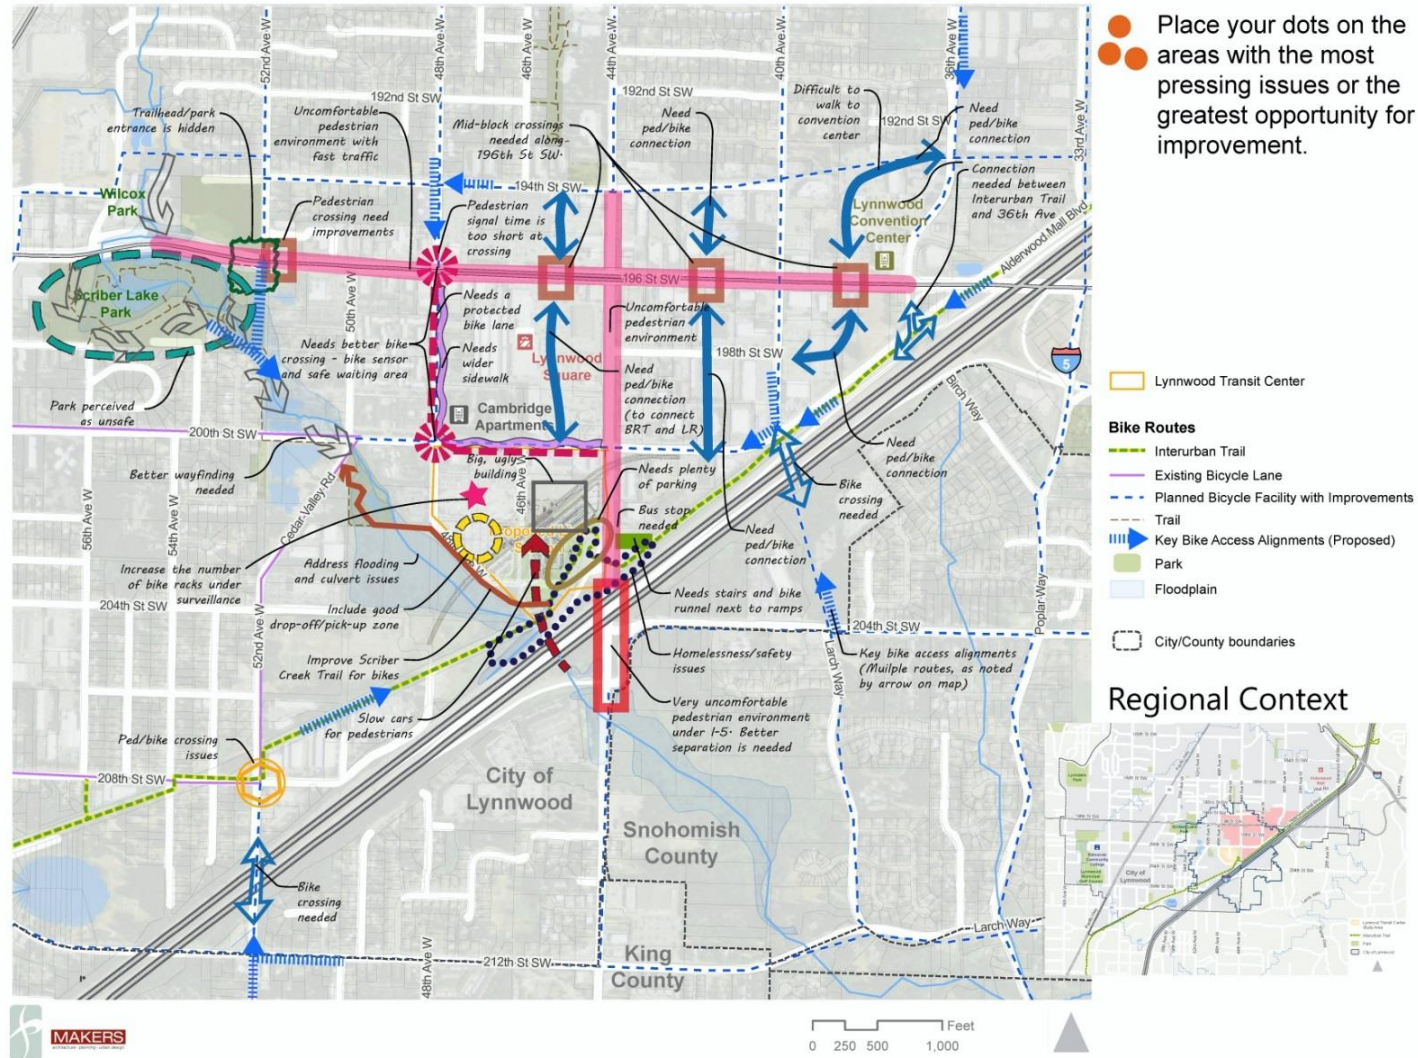 Place your dots on the
areas with the most
pressing issues or the
greatest opportunity for
improvement.
52nd Ave W
48th Ave W
46th Ave W
44th Ave W
40th Ave W
36th Ave W
33rd Ave W
192nd St SW
192nd St SW
192nd St SW
Trailhead/park
entrance is hidden
Uncomfortable
pedestrian
environment with
fast traffic
Mid-block crossings
needed along
196th St SW.
Need
ped/bike
connection
Difficult to
walk to
convention
center
Need
ped/bike
connection
Connection
needed between
Interurban Trail
and 36th Ave
194th St SW
Wilcox
Park
Pedestrian
crossing need
improvements
Pedestrian
signal time is
too short at
crossing
Lynnwood
Convention
Center
Alderwood Mall Blvd
196 St SW
Scriber Lake
Park
50th Ave W
Needs a
protected
bike lane
Uncomfortable
pedestrian
environment
Needs better bike
crossing - bike sensor
and safe waiting area
Needs
wider
sidewalk
Lynnwood
Square
198th St SW
Need
ped/bike
connection
(to connect
BRT and LR)
Birch Way
5
Park perceived
as unsafe
Cambridge
Apartments
200th St SW
Need
ped/bike
connection
Better wayfinding
needed
Big, ugly
building
46th Ave W
Needs plenty
of parking
Bike
crossing
needed
56th Ave W
54th Ave W
Cedar Valley Rd
Bus stop
needed
Need
ped/bike
connection
Increase the number
of bike racks under
surveillance
Address flooding
and culvert issues
48th Ave W
Needs stairs and bike
runnel next to ramps
Poplar Way
204th St SW
Include good
drop-off/pick-up zone
204th St SW
52nd Ave W
Improve Scriber
Creek Trail for bikes
Homelessness/safety
issues
Larch Way
Key bike access alignments
(Muilple routes, as noted
by arrow on map)
Slow cars
for pedestrians
Very uncomfortable
pedestrian environment
under I-5. Better
separation is needed
Ped/bike crossing
issues
208th St SW
City of
Lynnwood
Snohomish
County
Bike
crossing
needed
48th Ave W
212th St SW
King
County
Larch Way
Lynnwood Transit Center
Bike Routes
Interurban Trail
Existing Bicycle Lane
Planned Bicycle Facility with Improvements
Trail
Key Bike Access Alignments (Proposed)
Park
Floodplain
City/County boundaries
Regional Context
City of
Lynnwood
MAKERS
architecture · planning · urban design
Feet
0 250 500 1,000